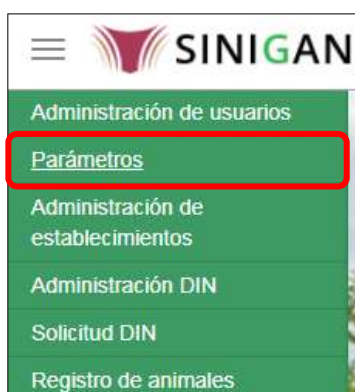 SINIGAN
Administración de usuarios
Parámetros
Administración de
establecimientos
Administración DIN
Solicitud DIN
Registro de animales